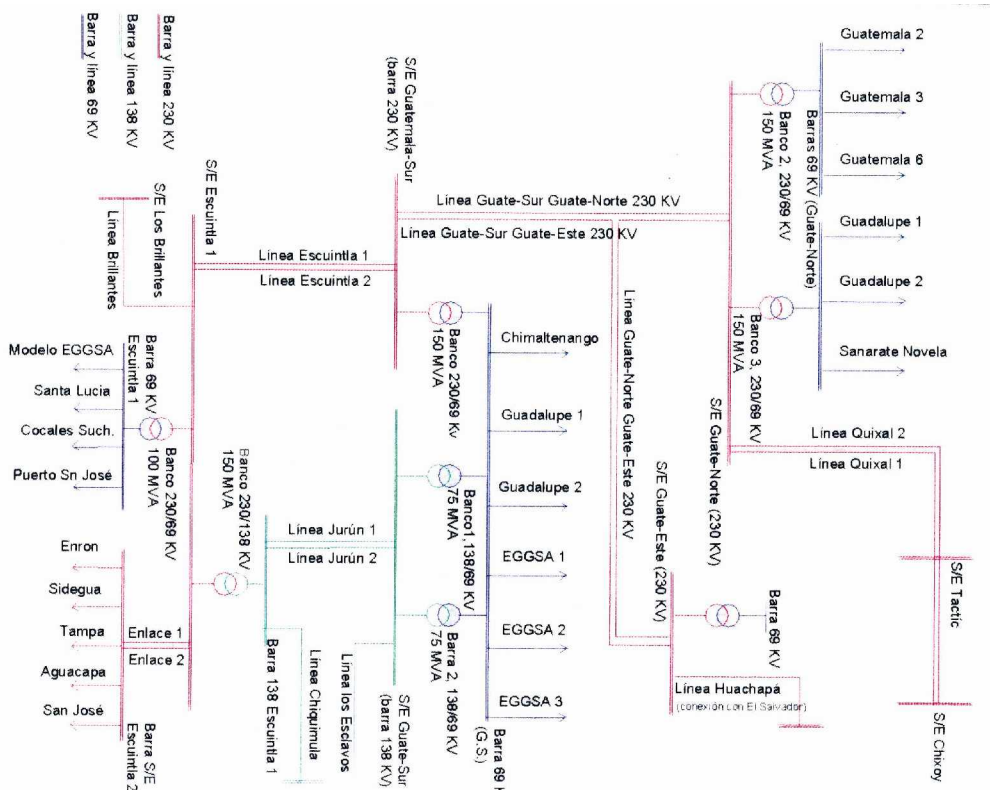 Guatemala 2
Guatemala 3
Guatemala 6
Guadalupe 1
Guadalupe 2
Sanarate Novela
Barras 69 KV (Guate-Norte)
Banco 2, 230/69 KV
150 MVA
Banco 3, 230/69 KV
150 MVA
S/E Guate-Norte (230 KV)
Línea Quixal 2
Línea Quixal 1
S/E Tactic
S/E Chixoy
Línea Guate-Sur Guate-Norte 230 KV
Línea Guate-Sur Guate-Este 230 KV
Línea Guate-Norte Guate-Este 230 KV
S/E Guate-Este (230 KV)
Barra 69 KV
Línea Huachapá
(conexión con El Salvador)
S/E Guatemala-Sur
(barra 230 KV)
Chimaltenango
Guadalupe 1
Guadalupe 2
EGGSA 1
EGGSA 2
EGGSA 3
Banco 230/69 Kv
150 MVA
Banco1,138/69 KV
75 MVA
Barra 2, 138/69 KV
75 MVA
Barra 69 K
(G.S.)
S/E Guate-Sur
(barra 138 KV)
Línea Escuintla 1
Línea Escuintla 2
Línea Jurún 1
Línea Jurún 2
Línea los Esclavos
Línea Chiquimula
Barra 138 Escuintla 1
Banco 230/138 KV
150 MVA
S/E Escuintla 1
S/E Los Brillantes
Línea Brillantes
Barra 69 KV
Escuintla 1
Banco 230/69 KV
100 MVA
Modelo EGGSA
Santa Lucia
Cocales Such.
Puerto Sn José
Enron
Sidegua
Tampa
Aguacapa
San José
Enlace 1
Enlace 2
Barra S/E
Escuintla 2
Barra y línea 230 KV
Barra y línea 138 KV
Barra y línea 69 KV